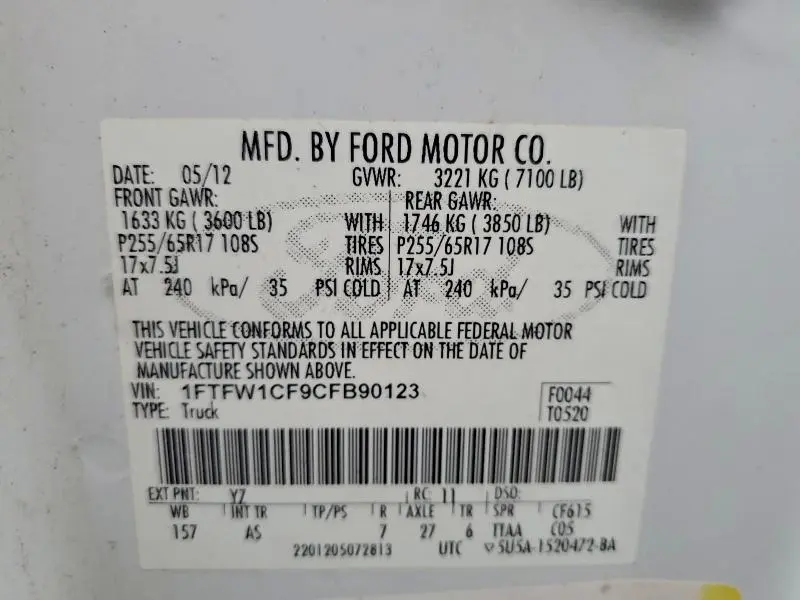 MFD. BY FORD MOTOR CO.
DATE: 05/12 GVWR: 3221 KG ( 7100 LB)
FRONT GAWR: REAR GAWR:
1633 KG ( 3600 LB) WITH 1746 KG ( 3850 LB) WITH
P255/65R17 108S TIRES P255/65R17 108S TIRES
17x7.5J RIMS 17x7.5J RIMS
AT 240 kPa/ 35 PSI COLD AT 240 kPa/ 35 PSI COLD
THIS VEHICLE CONFORMS TO ALL APPLICABLE FEDERAL MOTOR
VEHICLE SAFETY STANDARDS IN EFFECT ON THE DATE OF
MANUFACTURE SHOWN ABOVE.
VIN: 1FTFW1CF9CFB90123 F0044
TYPE: Truck T0520
EXT PNT: YZ RC: 11 DSO:
WB INT TR TP/PS R AXLE TR SPR CF615
157 AS 7 27 6 TTAA C05
2201205072813 UTC ▽5U5A-1520472-BA